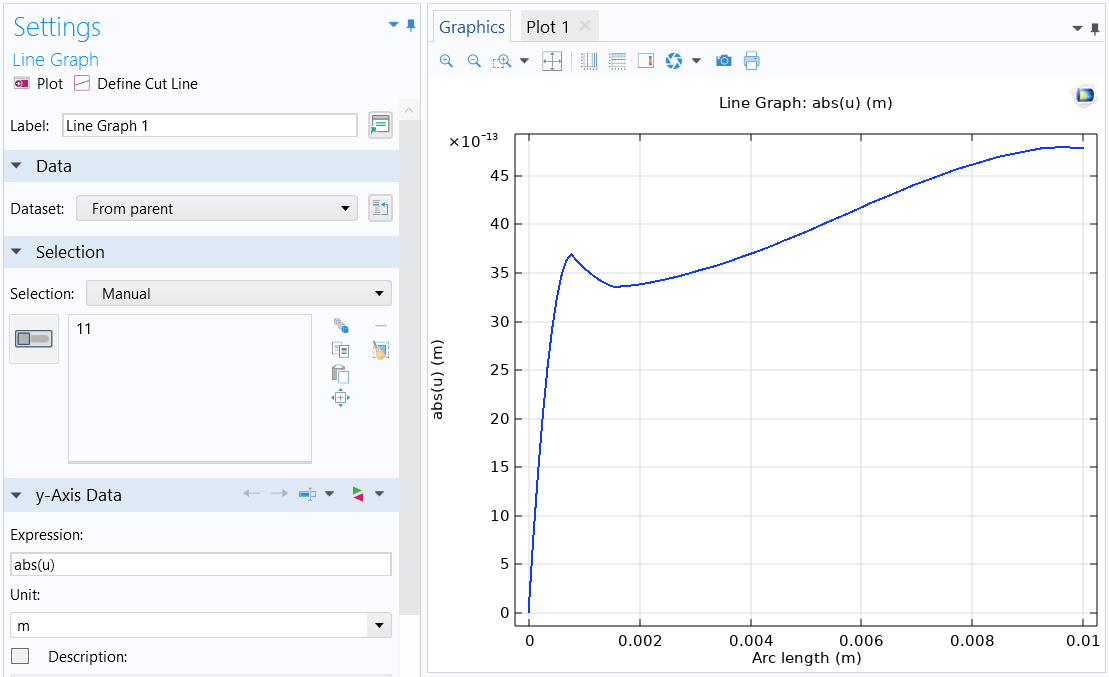 Settings
Line Graph
Plot Define Cut Line
Label: Line Graph 1
Data
Dataset: From parent
Selection
Selection: Manual
11
y-Axis Data
Expression:
abs(u)
Unit:
m
Description:
Graphics Plot 1
Line Graph: abs(u) (m)
×10⁻¹³
45
40
35
30
25
20
15
10
5
0
abs(u) (m)
0 0.002 0.004 0.006 0.008 0.01
Arc length (m)